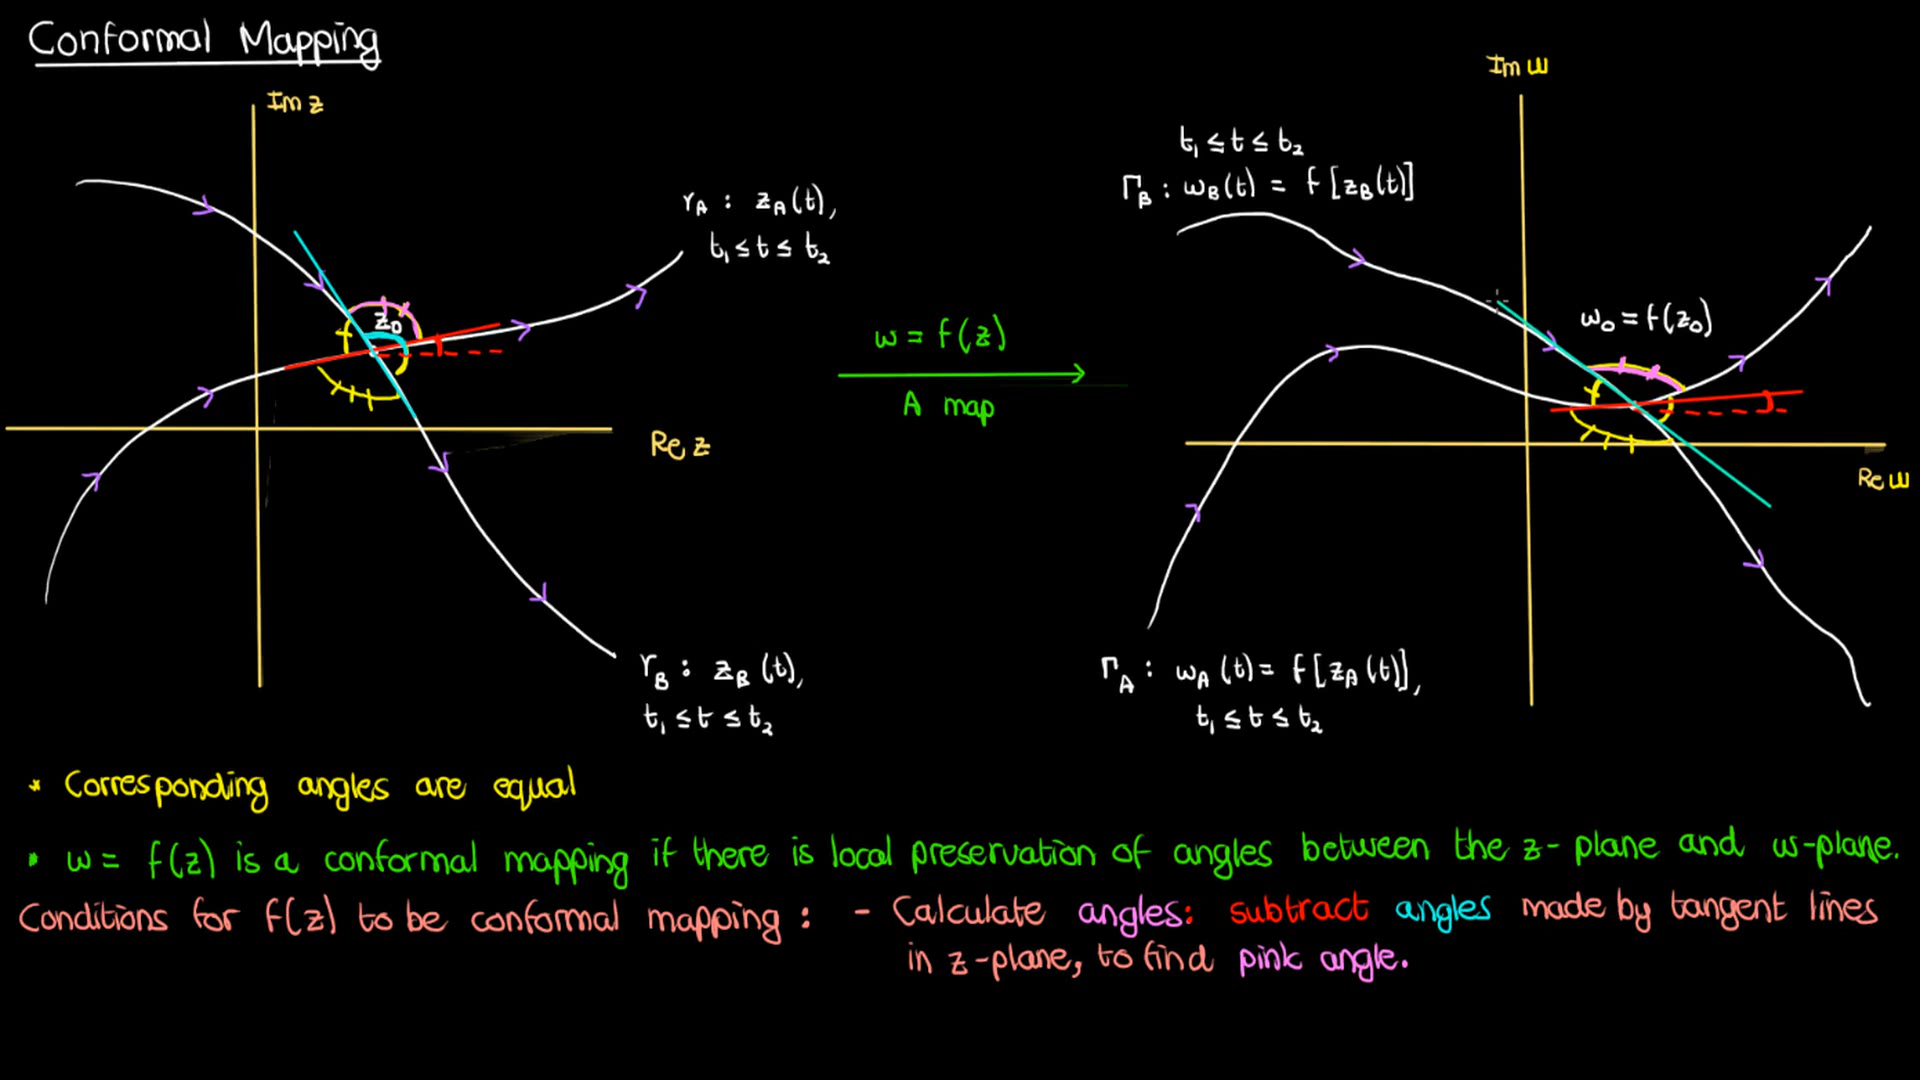 Conformal Mapping
Im z
γA : zA(t),
t₁ ≤ t ≤ t₂
z₀
Re z
γB : zB(t),
t₁ ≤ t ≤ t₂
w = f(z)
A map
Im w
t₁ ≤ t ≤ t₂
ΓB : wB(t) = f[zB(t)]
w₀ = f(z₀)
Re w
ΓA : wA(t) = f[zA(t)],
t₁ ≤ t ≤ t₂
* Corresponding angles are equal
* w = f(z) is a conformal mapping if there is local preservation of angles between the z-plane and w-plane.
Conditions for f(z) to be conformal mapping : - Calculate angles: subtract angles made by tangent lines
in z-plane, to find pink angle.